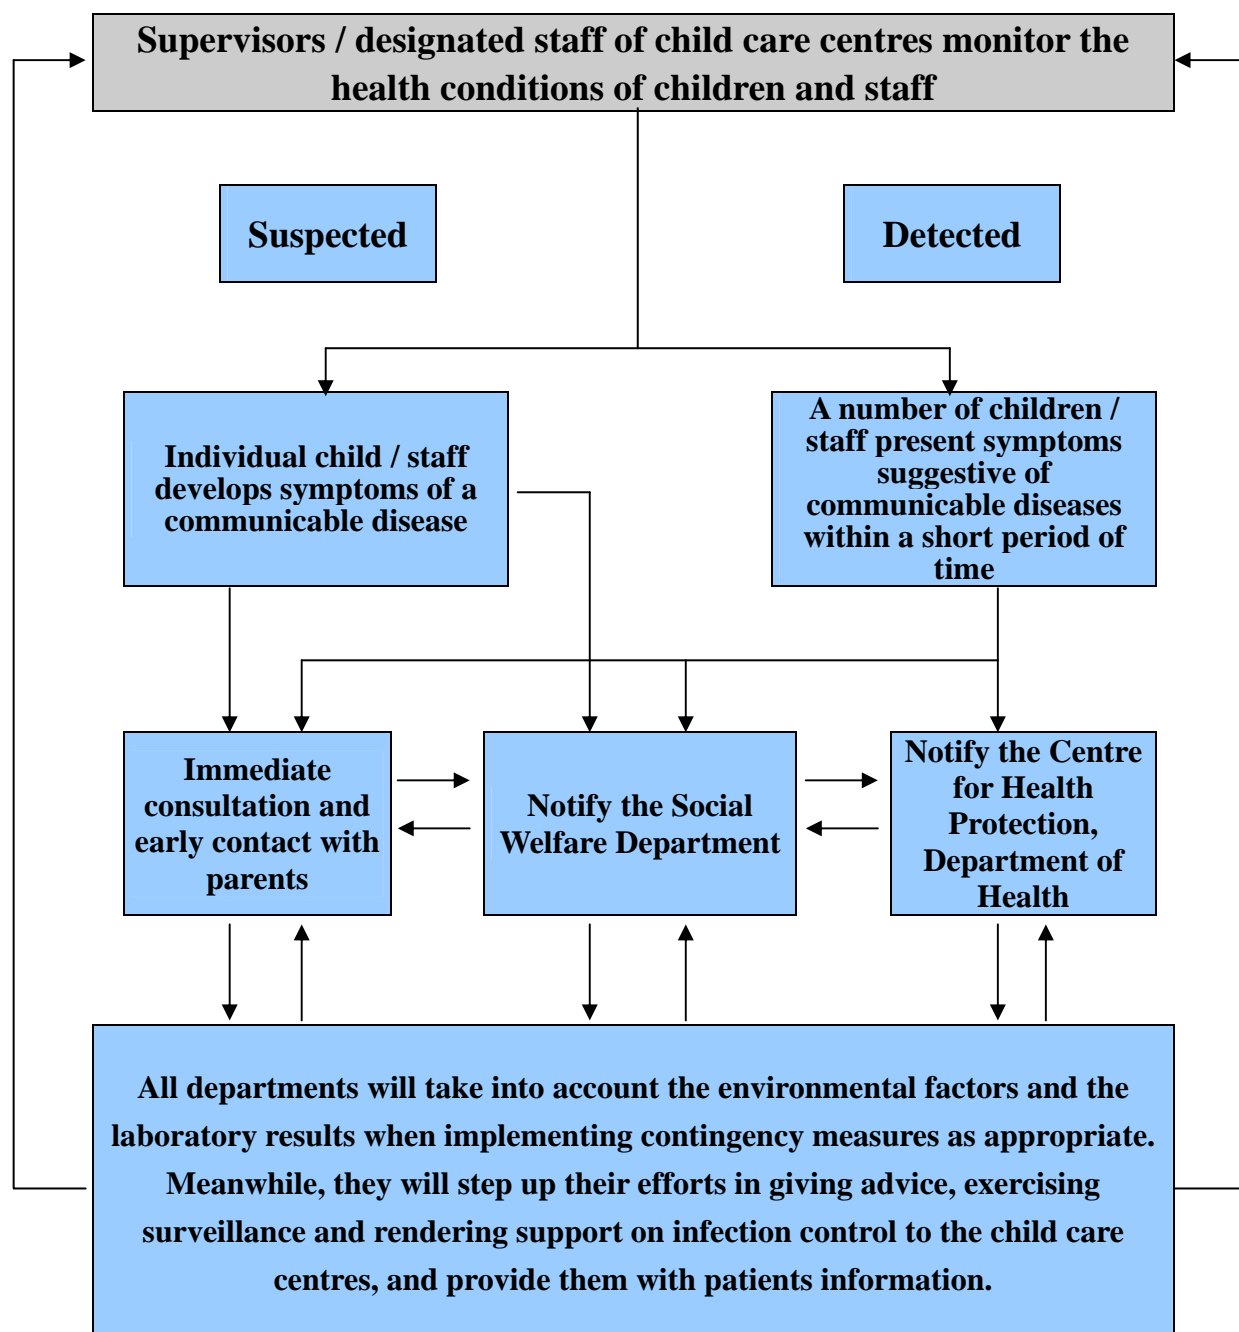 Supervisors / designated staff of child care centres monitor the
health conditions of children and staff
Suspected
Detected
Individual child / staff
develops symptoms of a
communicable disease
A number of children /
staff present symptoms
suggestive of
communicable diseases
within a short period of
time
Immediate
consultation and
early contact with
parents
Notify the Social
Welfare Department
Notify the Centre
for Health
Protection,
Department of
Health
All departments will take into account the environmental factors and the
laboratory results when implementing contingency measures as appropriate.
Meanwhile, they will step up their efforts in giving advice, exercising
surveillance and rendering support on infection control to the child care
centres, and provide them with patients information.